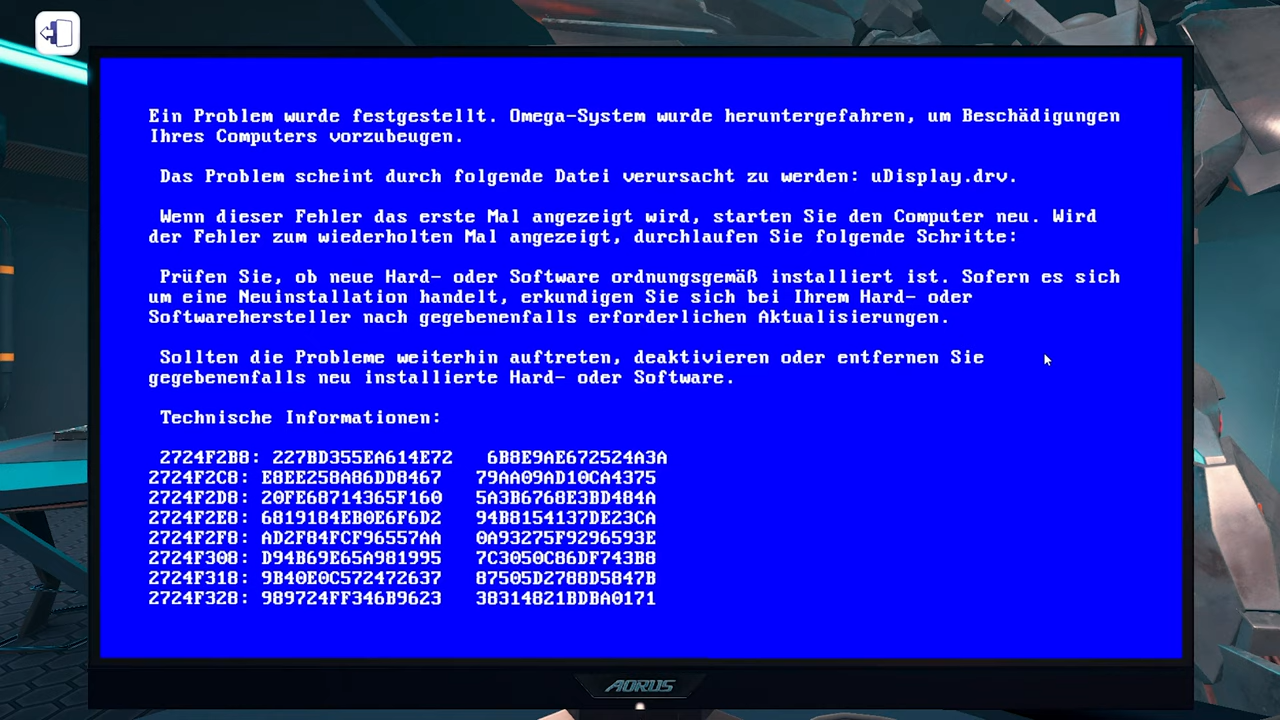 Ein Problem wurde festgestellt. Omega-System wurde heruntergefahren, um Beschädigungen
Ihres Computers vorzubeugen.
Das Problem scheint durch folgende Datei verursacht zu werden: uDisplay.drv.
Wenn dieser Fehler das erste Mal angezeigt wird, starten Sie den Computer neu. Wird
der Fehler zum wiederholten Mal angezeigt, durchlaufen Sie folgende Schritte:
Prüfen Sie, ob neue Hard- oder Software ordnungsgemäß installiert ist. Sofern es sich
um eine Neuinstallation handelt, erkundigen Sie sich bei Ihrem Hard- oder
Softwarehersteller nach gegebenenfalls erforderlichen Aktualisierungen.
Sollten die Probleme weiterhin auftreten, deaktivieren oder entfernen Sie
gegebenenfalls neu installierte Hard- oder Software.
Technische Informationen:
2724F2B8: 227BD355EA614E72 6B8E9AE672524A3A
2724F2C8: E8EE258A86DD8467 79AA09AD10CA4375
2724F2D8: 20FE68714365F160 5A3B6768E3BD484A
2724F2E8: 6819184EB0E6F6D2 94B8154137DE23CA
2724F2F8: AD2F84FCF96557AA 0A93275F9296593E
2724F308: D94B69E65A981995 7C3050C86DF743B8
2724F318: 9B40E0C572472637 87505D2788D5847B
2724F328: 989724FF346B9623 38314821BDBA0171
AORUS